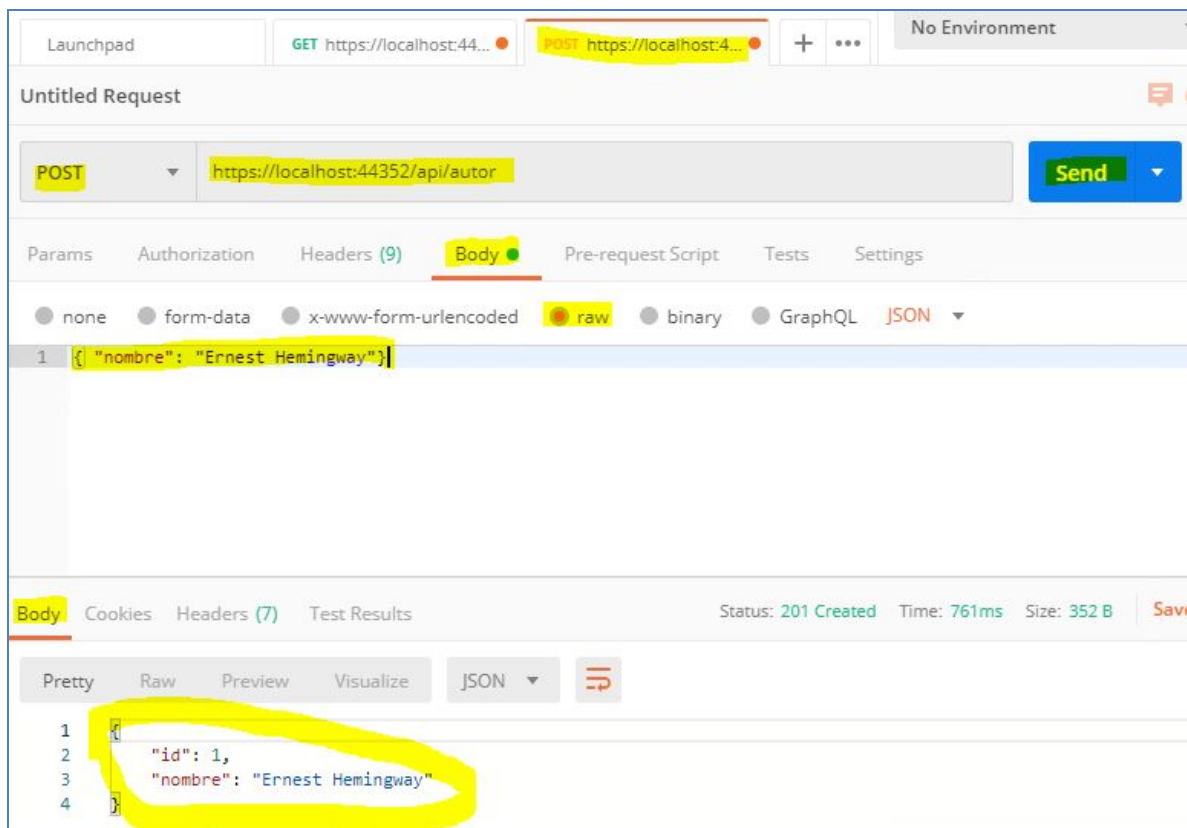 Launchpad GET https://localhost:44... POST https://localhost:4... + ••• No Environment
Untitled Request
POST https://localhost:44352/api/autor Send
Params Authorization Headers (9) Body Pre-request Script Tests Settings
none form-data x-www-form-urlencoded raw binary GraphQL JSON
1 { "nombre": "Ernest Hemingway"}
Body Cookies Headers (7) Test Results Status: 201 Created Time: 761ms Size: 352 B Save
Pretty Raw Preview Visualize JSON
1 {
2 "id": 1,
3 "nombre": "Ernest Hemingway"
4 }